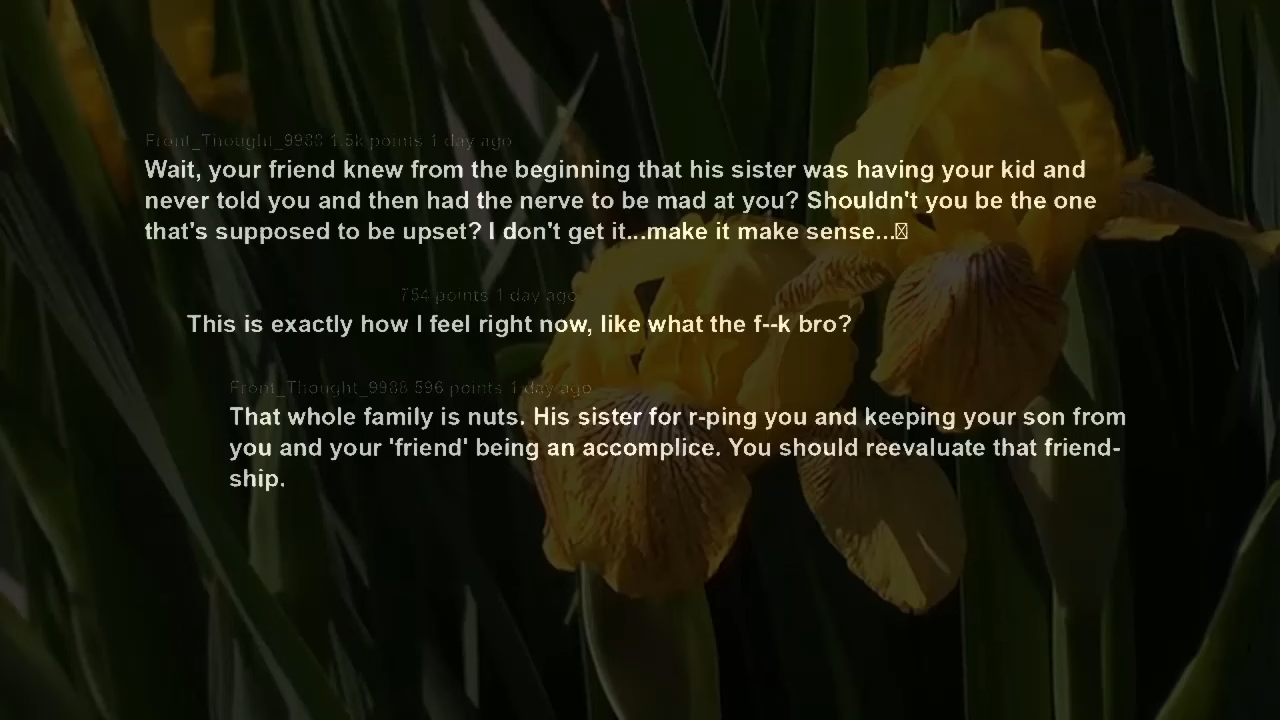 Front_Thought_9988 1.5k points 1 day ago
Wait, your friend knew from the beginning that his sister was having your kid and
never told you and then had the nerve to be mad at you? Shouldn't you be the one
that's supposed to be upset? I don't get it...make it make sense...
754 points 1 day ago
This is exactly how I feel right now, like what the f--k bro?
Front_Thought_9988 596 points 1 day ago
That whole family is nuts. His sister for r-ping you and keeping your son from
you and your 'friend' being an accomplice. You should reevaluate that friend-
ship.